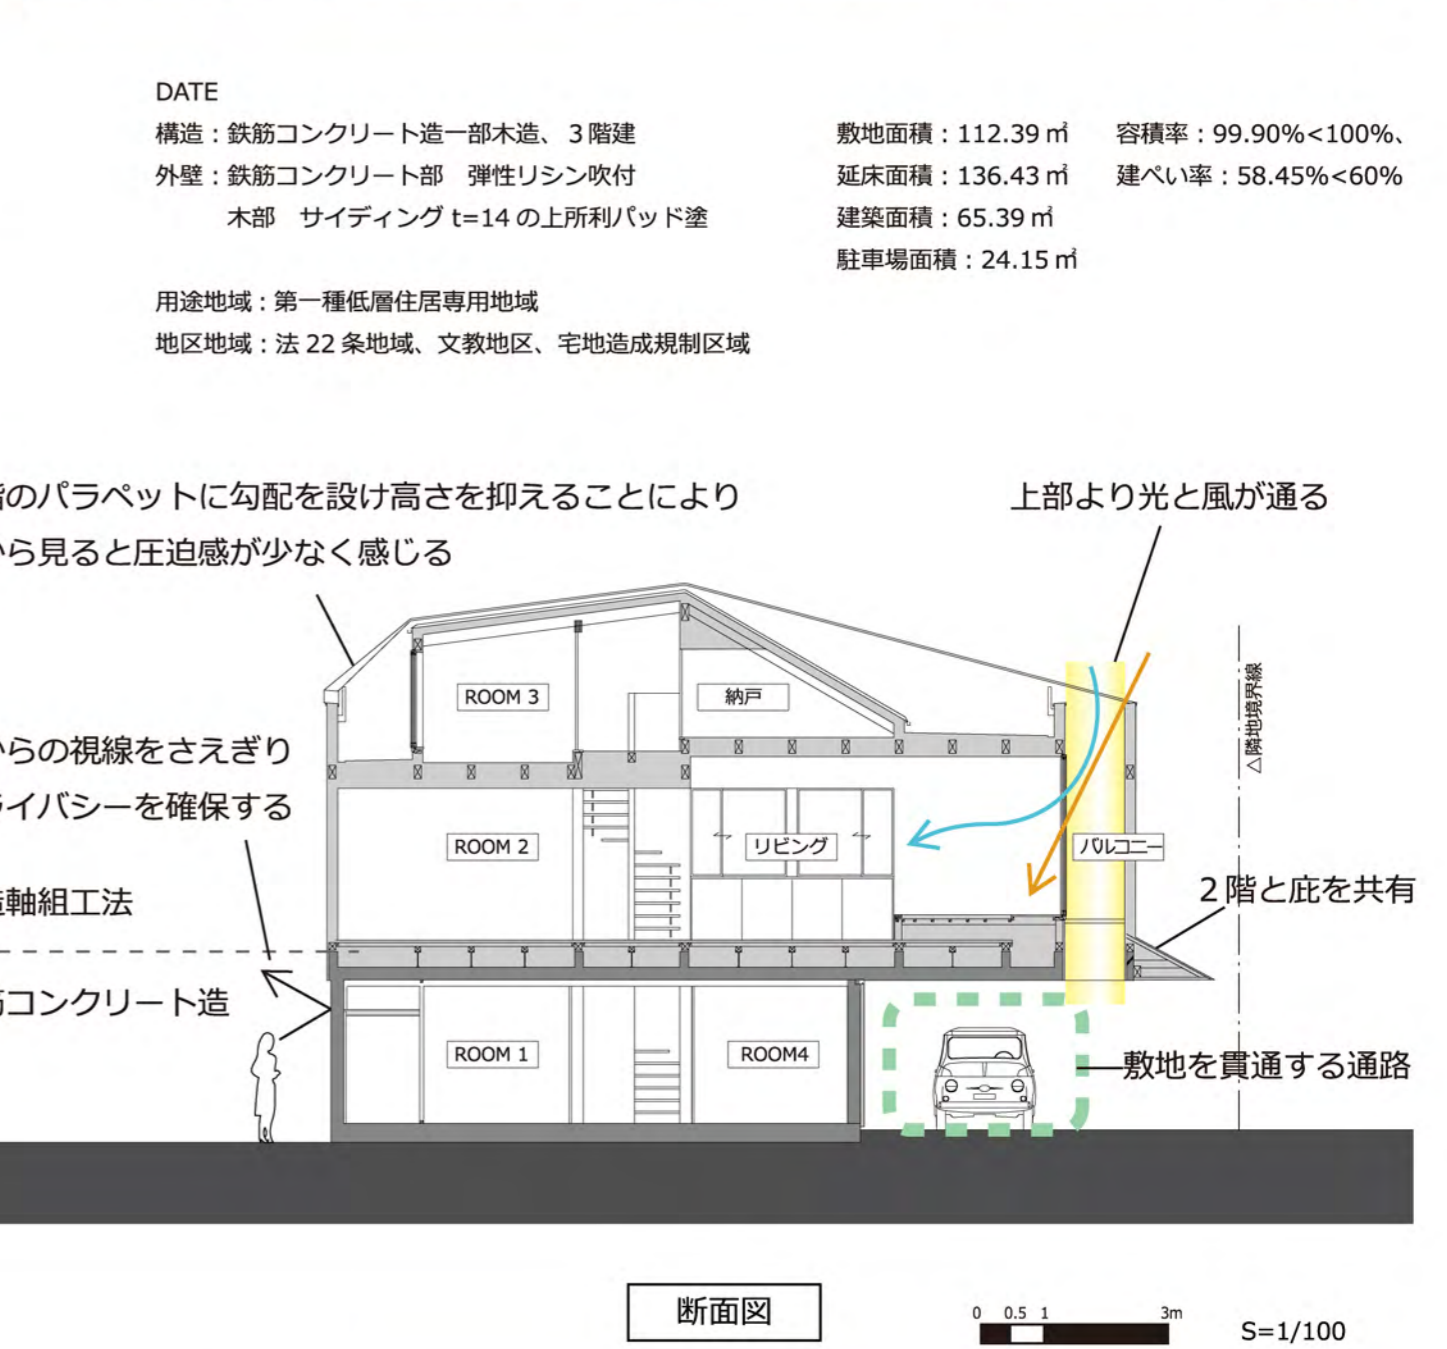 DATE
構造：鉄筋コンクリート造一部木造、３階建
外壁：鉄筋コンクリート部　弾性リシン吹付
木部　サイディング t=14 の上所利パッド塗
用途地域：第一種低層住居専用地域
地区地域：法 22 条地域、文教地区、宅地造成規制区域
敷地面積：112.39 ㎡
延床面積：136.43 ㎡
建築面積：65.39 ㎡
駐車場面積：24.15 ㎡
容積率：99.90%<100%、
建ぺい率：58.45%<60%
のパラペットに勾配を設け高さを抑えることにより
から見ると圧迫感が少なく感じる
上部より光と風が通る
ROOM 3
納戸
△隣地境界線
からの視線をさえぎり
ライバシーを確保する
ROOM 2
リビング
バルコニー
２階と庇を共有
軸組工法
筋コンクリート造
ROOM 1
ROOM4
敷地を貫通する通路
断面図
0 0.5 1 3m
S=1/100